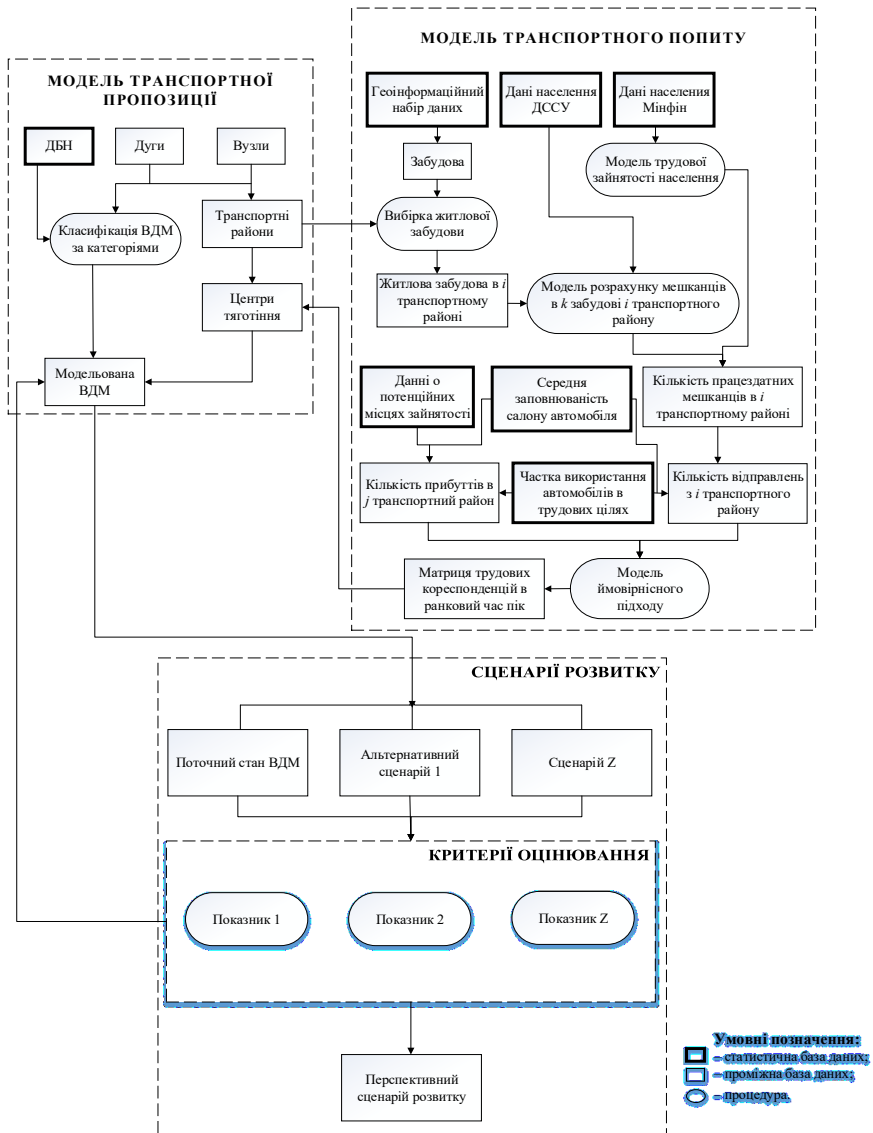 МОДЕЛЬ ТРАНСПОРТНОЇ
ПРОПОЗИЦІЇ
ДБН
Дуги
Вузли
Класифікація ВДМ
за категоріями
Транспортні
райони
Центри
тяготіння
Модельована
ВДМ
МОДЕЛЬ ТРАНСПОРТНОГО ПОПИТУ
Геоінформаційний
набір даних
Дані населення
ДССУ
Дані населення
Мінфін
Забудова
Модель трудової
зайнятості населення
Вибірка житлової
забудови
Житлова забудова в i
транспортному
районі
Модель розрахунку мешканців
в k забудові i транспортного
району
Данні о
потенційних
місцях зайнятості
Середня
заповнюваність
салону автомобіля
Кількість працездатних
мешканців в i
транспортному районі
Кількість прибуттів в
j транспортний район
Частка використання
автомобілів в
трудових цілях
Кількість відправлень
з i транспортного
району
Матриця трудових
кореспонденцій в
ранковий час пік
Модель
ймовірнісного
підходу
СЦЕНАРІЇ РОЗВИТКУ
Поточний стан ВДМ
Альтернативний
сценарій 1
Сценарій Z
КРИТЕРІЇ ОЦІНЮВАННЯ
Показник 1
Показник 2
Показник Z
Перспективний
сценарій розвитку
Умовні позначення:
– статистична база даних;
– проміжна база даних;
– процедура.